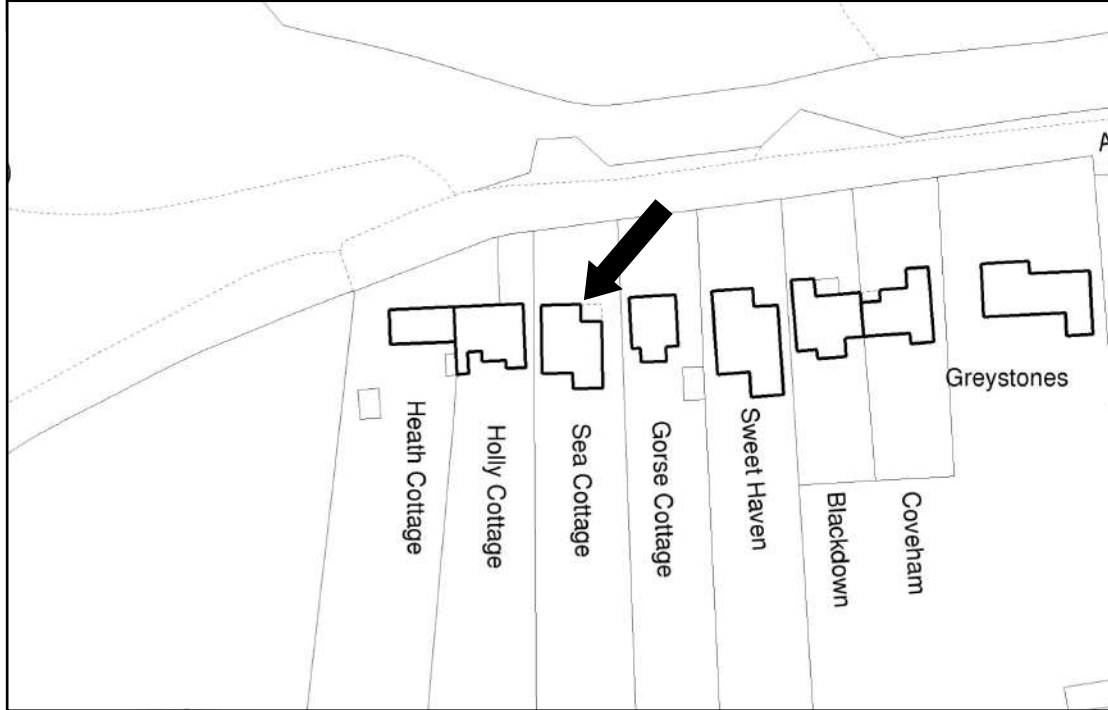 A
Greystones
Heath Cottage
Holly Cottage
Sea Cottage
Gorse Cottage
Sweet Haven
Blackdown
Coveham